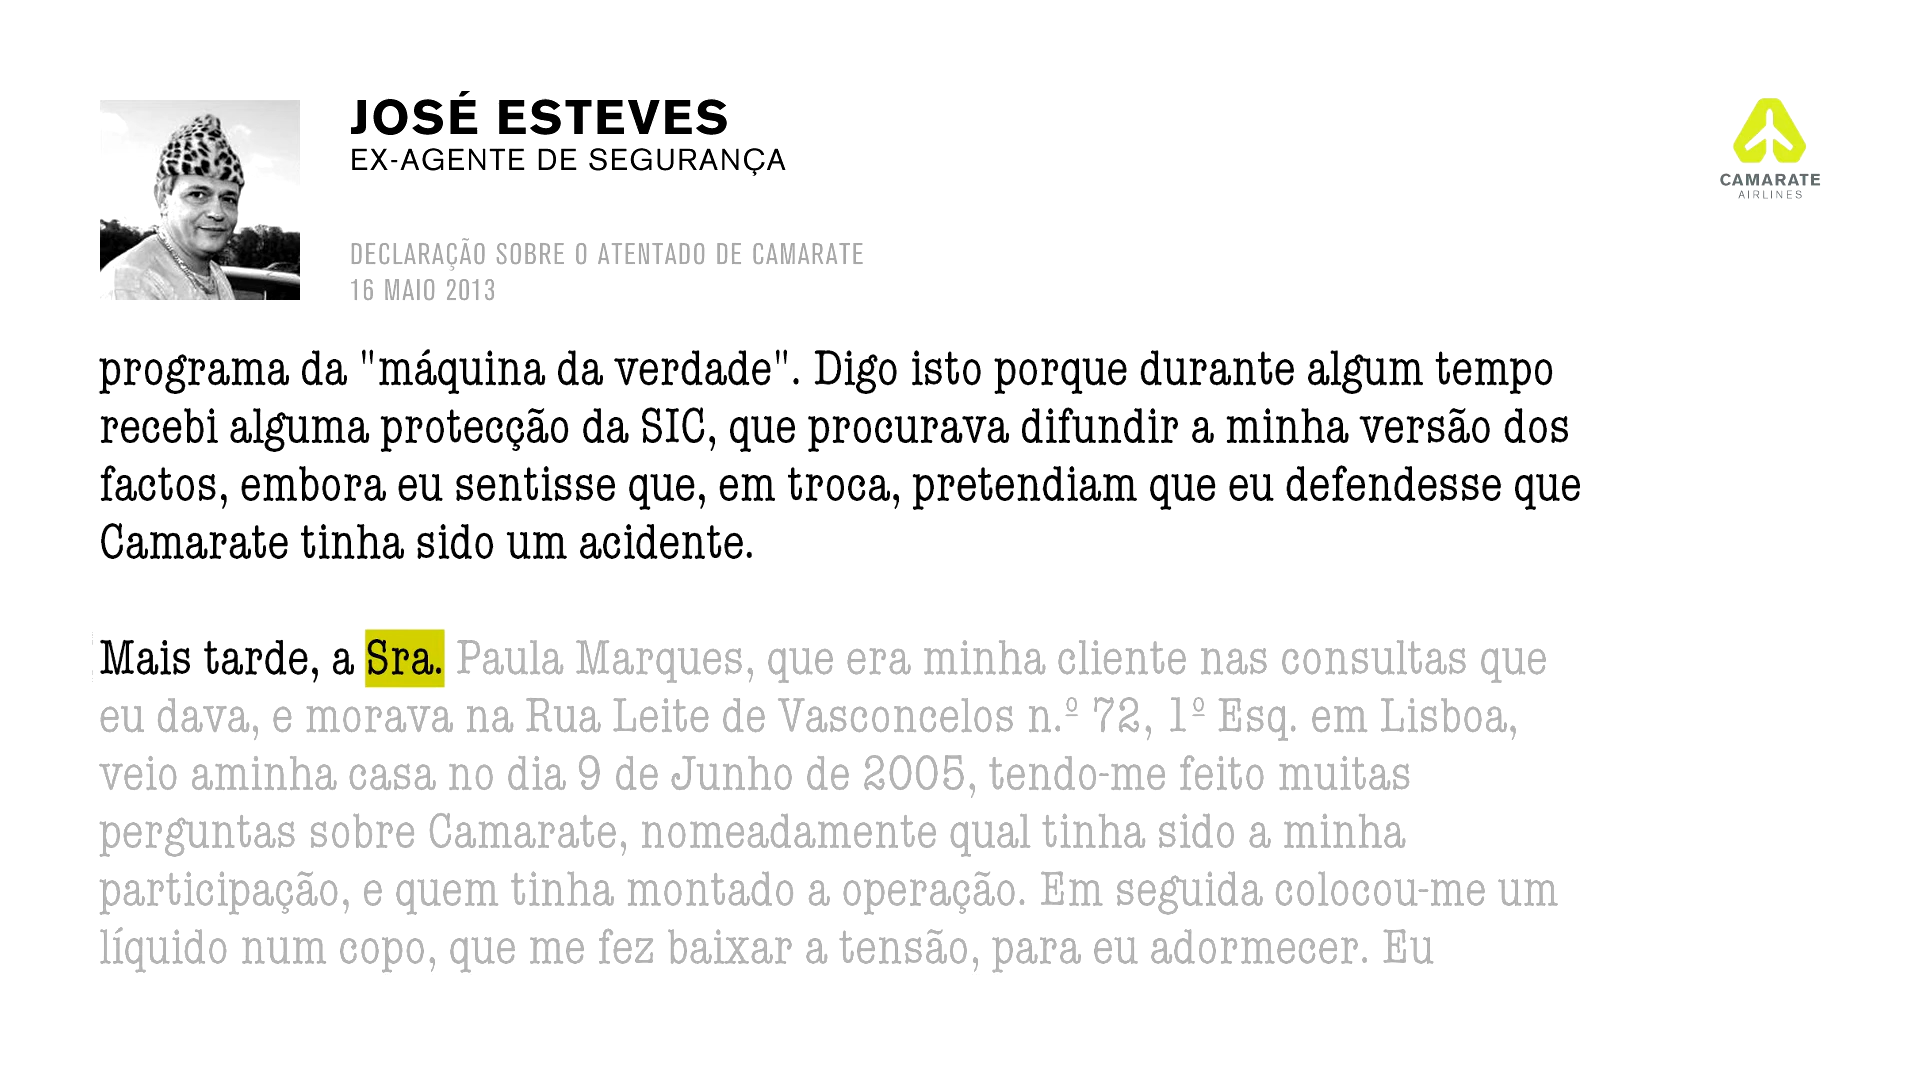 JOSÉ ESTEVES
EX-AGENTE DE SEGURANÇA
DECLARAÇÃO SOBRE O ATENTADO DE CAMARATE
16 MAIO 2013
CAMARATE
AIRLINES
programa da "máquina da verdade". Digo isto porque durante algum tempo
recebi alguma protecção da SIC, que procurava difundir a minha versão dos
factos, embora eu sentisse que, em troca, pretendiam que eu defendesse que
Camarate tinha sido um acidente.
Mais tarde, a Sra. Paula Marques, que era minha cliente nas consultas que
eu dava, e morava na Rua Leite de Vasconcelos n.º 72, 1º Esq. em Lisboa,
veio aminha casa no dia 9 de Junho de 2005, tendo-me feito muitas
perguntas sobre Camarate, nomeadamente qual tinha sido a minha
participação, e quem tinha montado a operação. Em seguida colocou-me um
líquido num copo, que me fez baixar a tensão, para eu adormecer. Eu